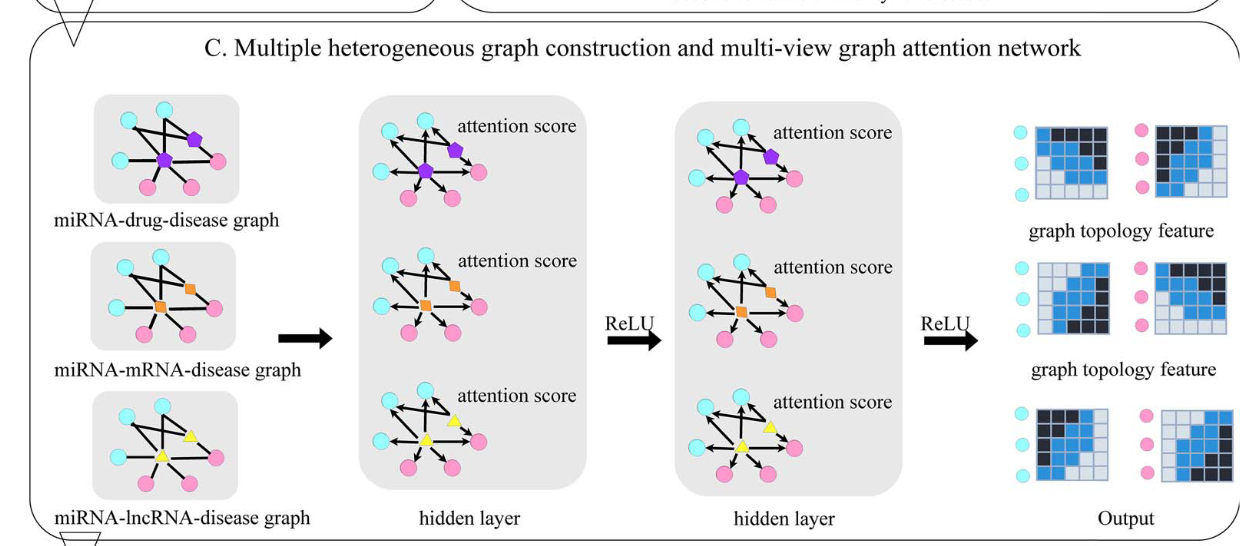 C. Multiple heterogeneous graph construction and multi-view graph attention network
attention score
attention score
miRNA-drug-disease graph
graph topology feature
attention score
attention score
ReLU
ReLU
miRNA-mRNA-disease graph
graph topology feature
attention score
attention score
miRNA-lncRNA-disease graph
hidden layer
hidden layer
Output